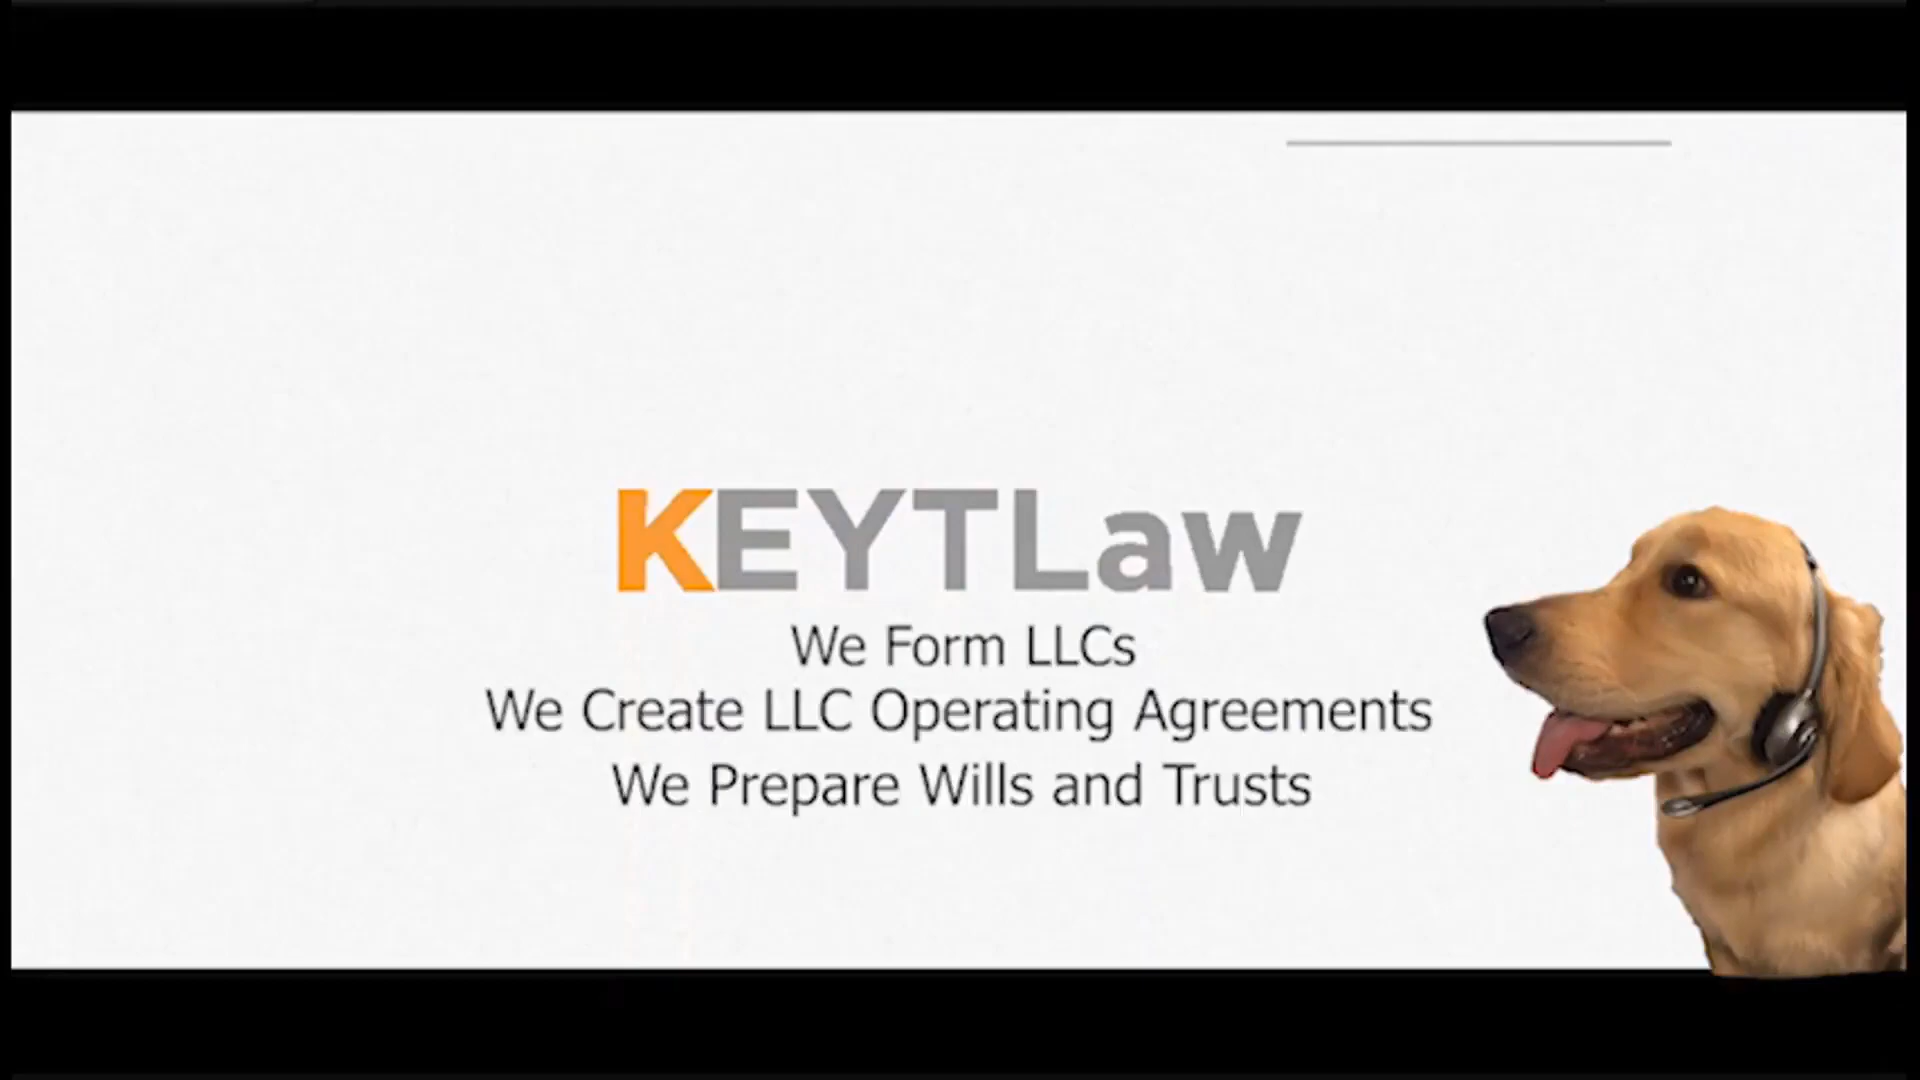 KEYTLaw
We Form LLCs
We Create LLC Operating Agreements
We Prepare Wills and Trusts